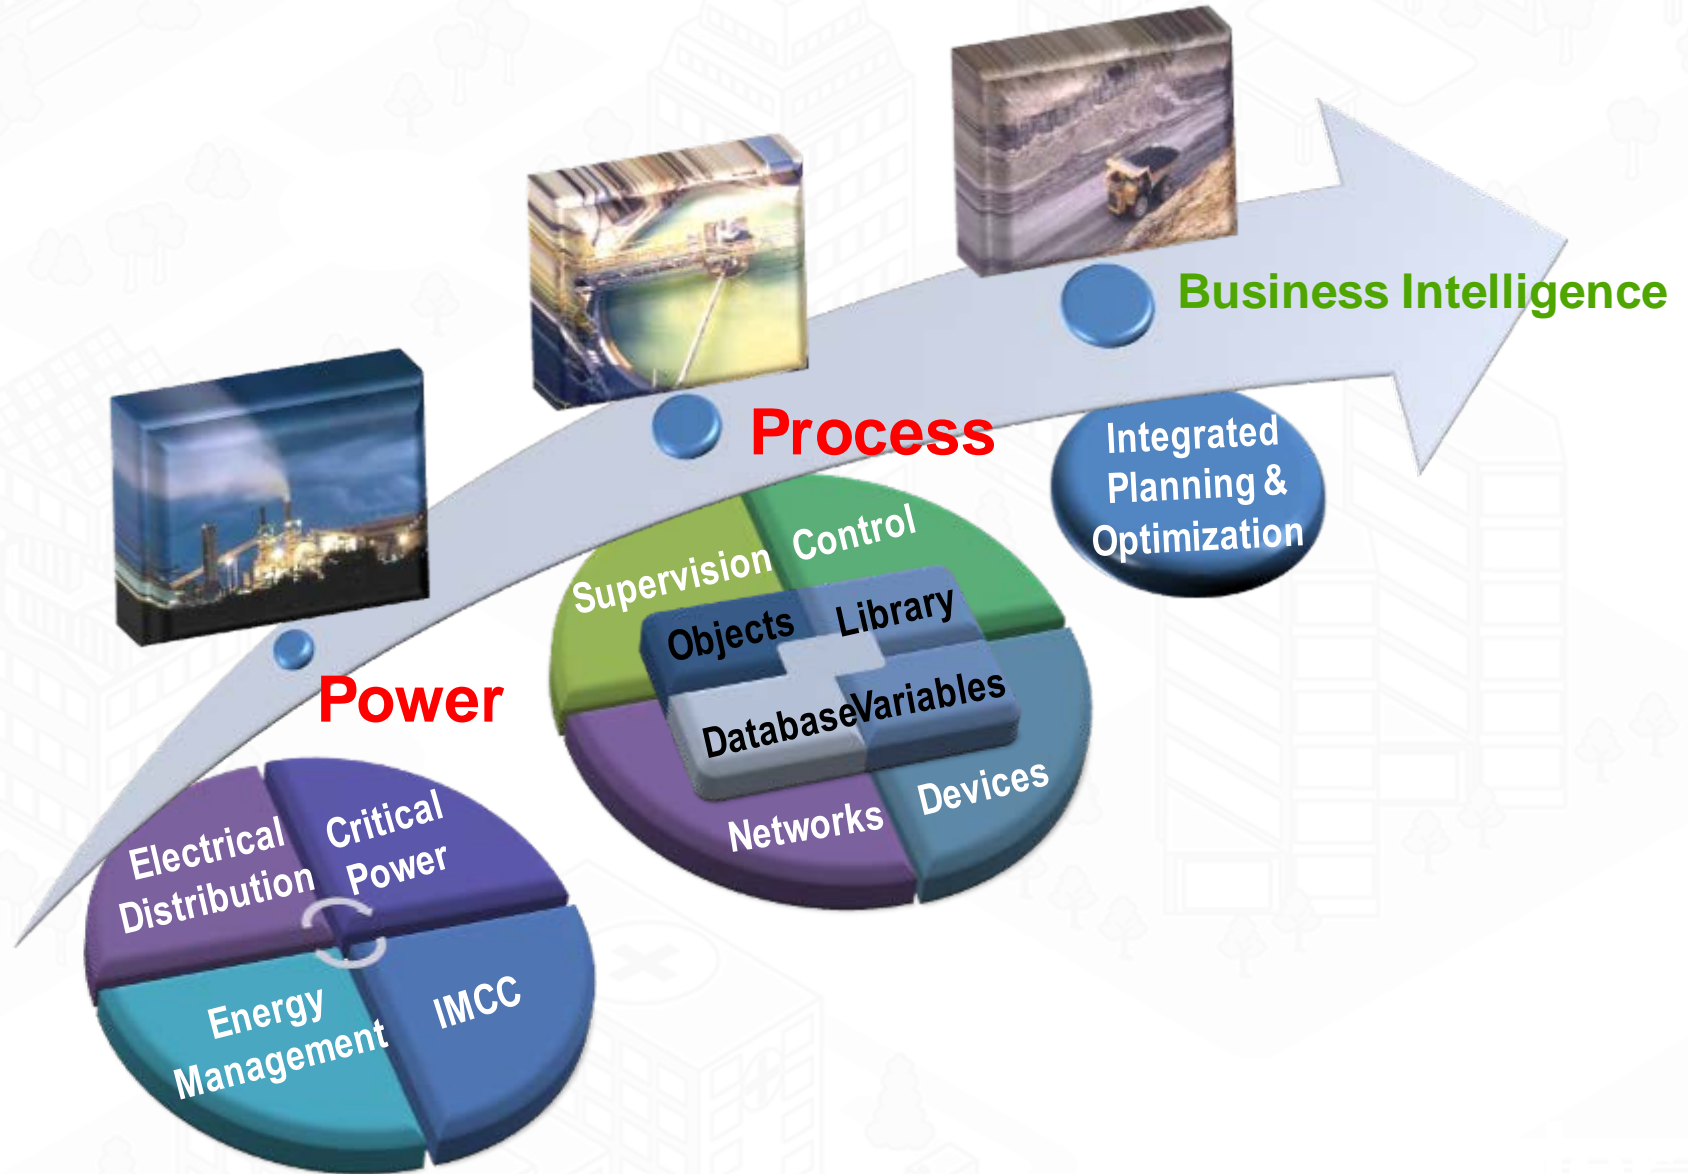 Business Intelligence
Process
Integrated
Planning &
Optimization
Supervision
Control
Objects
Library
Database
Variables
Networks
Devices
Power
Electrical
Distribution
Critical
Power
Energy
Management
IMCC